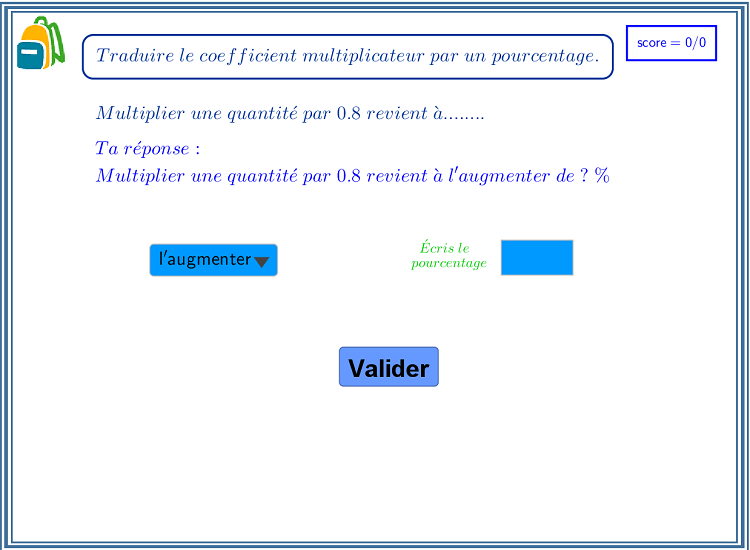 Traduire le coefficient multiplicateur par un pourcentage.
score = 0/0
Multiplier une quantité par 0.8 revient à........
Ta réponse :
Multiplier une quantité par 0.8 revient à l'augmenter de ? %
l'augmenter
Écris le
pourcentage
Valider